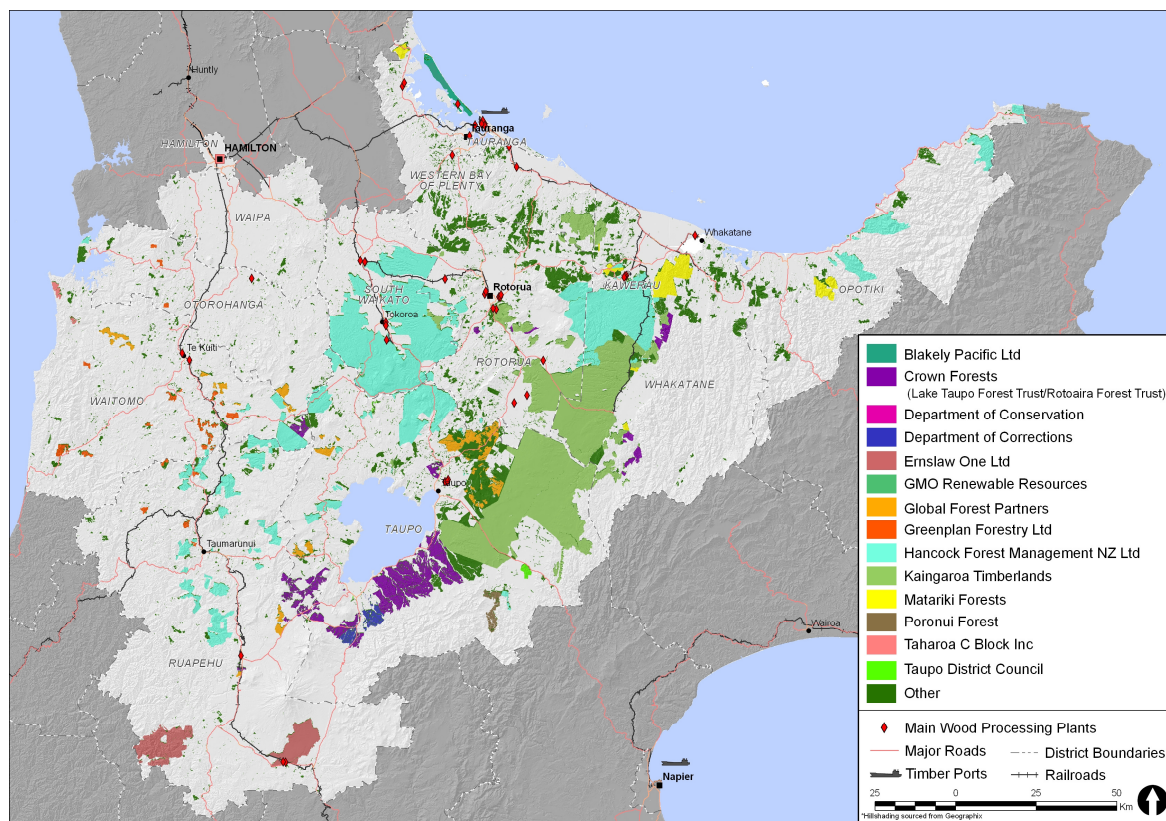 Huntly
HAMILTON
HAMILTON
Tauranga
TAURANGA
WESTERN BAY
OF PLENTY
WAIPA
Whakatane
OTOROHANGA
SOUTH
WAIKATO
Tokoroa
Rotorua
KAWERAU
OPOTIKI
Te Kuiti
ROTORUA
WHAKATANE
WAITOMO
Taupo
TAUPO
Taumarunui
RUAPEHU
Wairoa
Napier
Blakely Pacific Ltd
Crown Forests
(Lake Taupo Forest Trust/Rotoaira Forest Trust)
Department of Conservation
Department of Corrections
Ernslaw One Ltd
GMO Renewable Resources
Global Forest Partners
Greenplan Forestry Ltd
Hancock Forest Management NZ Ltd
Kaingaroa Timberlands
Matariki Forests
Poronui Forest
Taharoa C Block Inc
Taupo District Council
Other
Main Wood Processing Plants
Major Roads
District Boundaries
Timber Ports
Railroads
25 0 25 50
Km
*Hillshading sourced from Geographix